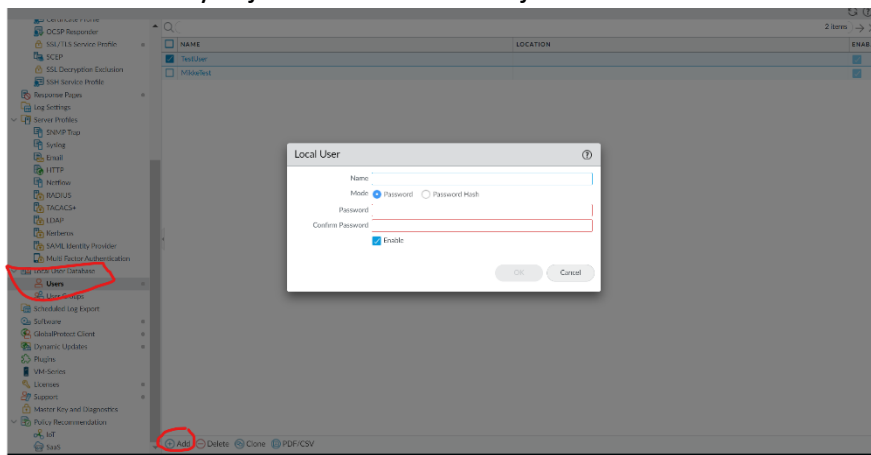 OCSP Responder
SSL/TLS Service Profile
SCEP
SSL Decryption Exclusion
SSH Service Profile
Response Pages
Log Settings
Server Profiles
SNMP Trap
Syslog
Email
HTTP
Netflow
RADIUS
TACACS+
LDAP
Kerberos
SAML Identity Provider
Multi Factor Authentication
Local User Database
Users
User Groups
Scheduled Log Export
Software
GlobalProtect Client
Dynamic Updates
Plugins
VM-Series
Licenses
Support
Master Key and Diagnostics
Policy Recommendation
IoT
SaaS
2 items
NAME LOCATION ENAB
TestUser
MikkoTest
Local User
Name
Mode Password Password Hash
Password
Confirm Password
Enable
OK Cancel
Add Delete Clone PDF/CSV